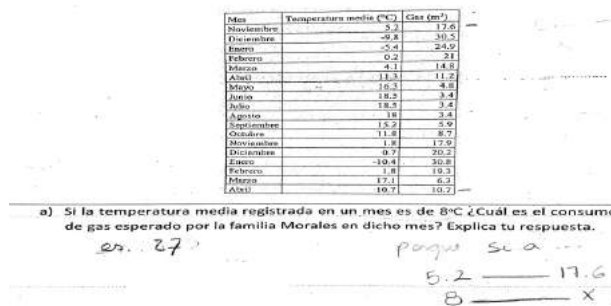 Mes Temperatura media (°C) Gas (m³)
Noviembre 5.2 17.6
Diciembre -9.8 30.5
Enero -5.4 24.9
Febrero 0.2 21
Marzo 4.1 14.8
Abril 11.3 11.2
Mayo 16.3 4.8
Junio 18.5 3.4
Julio 18.5 3.4
Agosto 18 3.4
Septiembre 15.2 5.9
Octubre 11.8 8.7
Noviembre 1.8 17.9
Diciembre 0.7 20.2
Enero -10.4 30.8
Febrero 1.8 19.3
Marzo 17.1 6.3
Abril 10.7 10.7
a) Si la temperatura media registrada en un mes es de 8°C ¿Cuál es el consumo
de gas esperado por la familia Morales en dicho mes? Explica tu respuesta.
es.. 27 porque si a ...
5.2 —— 17.6
8 —— x